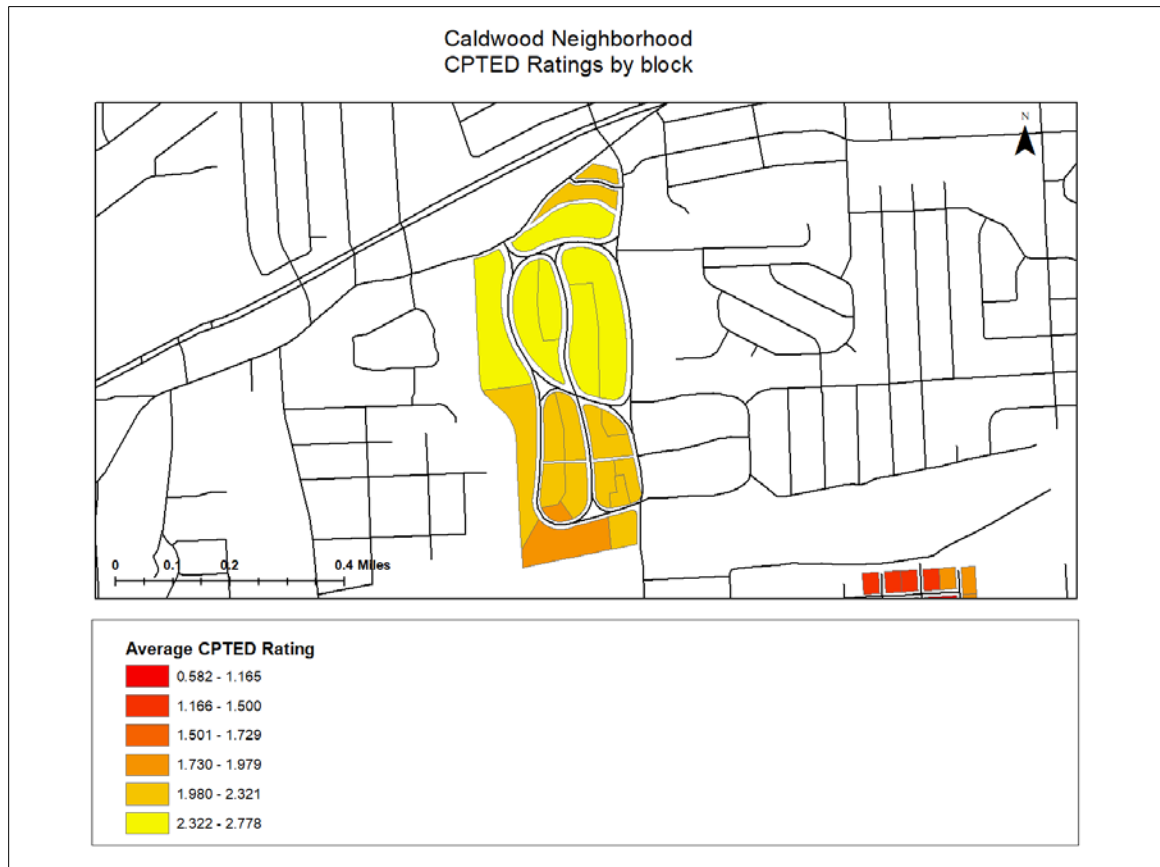 Caldwood Neighborhood
CPTED Ratings by block
N
0 0.1 0.2 0.4 Miles
Average CPTED Rating
0.582 - 1.165
1.166 - 1.500
1.501 - 1.729
1.730 - 1.979
1.980 - 2.321
2.322 - 2.778